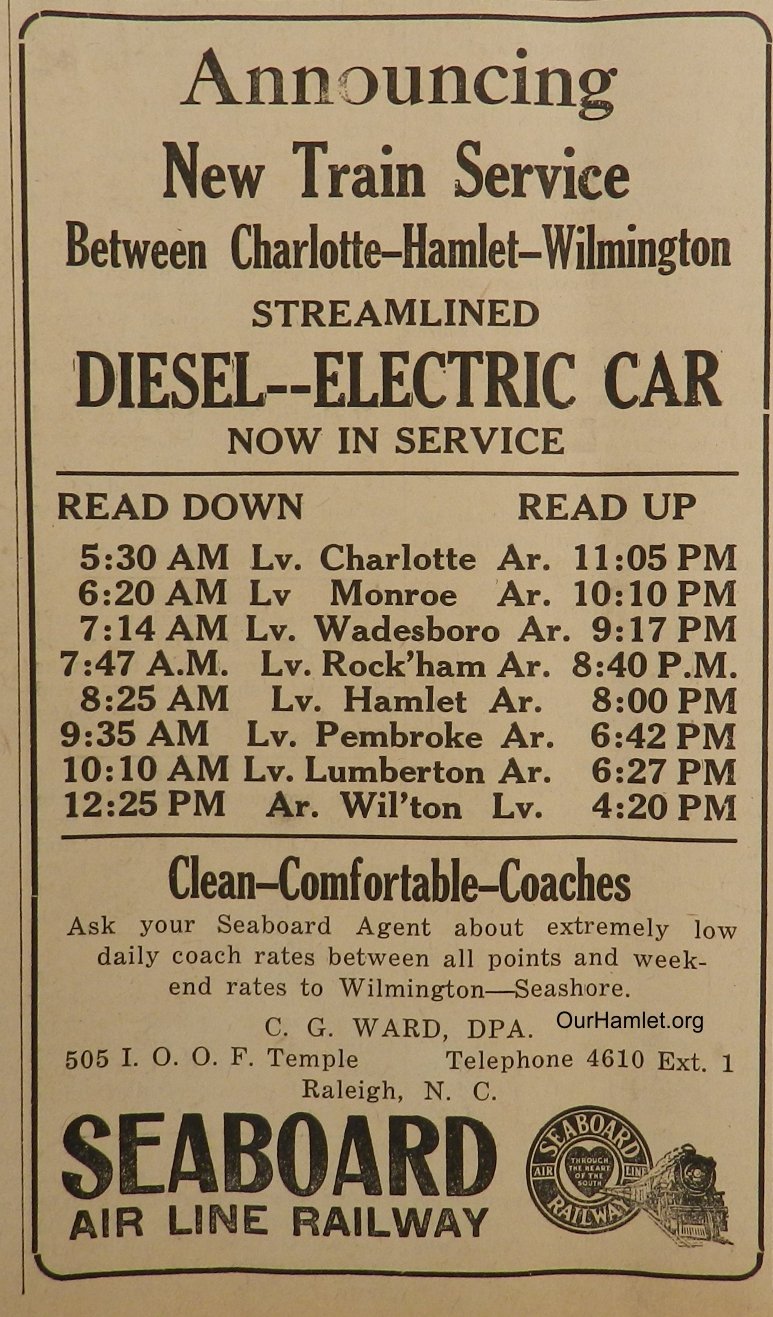 Announcing
New Train Service
Between Charlotte-Hamlet-Wilmington
STREAMLINED
DIESEL--ELECTRIC CAR
NOW IN SERVICE
READ DOWN READ UP
5:30 AM Lv. Charlotte Ar. 11:05 PM
6:20 AM Lv Monroe Ar. 10:10 PM
7:14 AM Lv. Wadesboro Ar. 9:17 PM
7:47 A.M. Lv. Rock'ham Ar. 8:40 P.M.
8:25 AM Lv. Hamlet Ar. 8:00 PM
9:35 AM Lv. Pembroke Ar. 6:42 PM
10:10 AM Lv. Lumberton Ar. 6:27 PM
12:25 PM Ar. Wil'ton Lv. 4:20 PM
Clean-Comfortable-Coaches
Ask your Seaboard Agent about extremely low
daily coach rates between all points and week-
end rates to Wilmington—Seashore.
C. G. WARD, DPA.
OurHamlet.org
505 I. O. O. F. Temple Telephone 4610 Ext. 1
Raleigh, N. C.
SEABOARD
AIR LINE RAILWAY
SEABOARD
AIR LINE
THROUGH
THE HEART
OF THE
SOUTH
RAILWAY